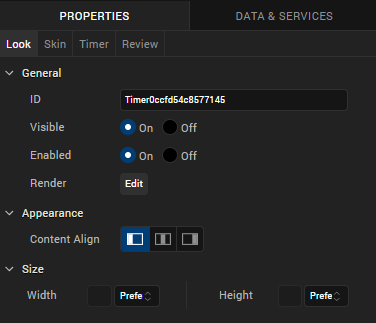 PROPERTIES DATA & SERVICES
Look Skin Timer Review
General
ID Timer0ccfd54c8577145
Visible On Off
Enabled On Off
Render Edit
Appearance
Content Align
Size
Width Prefe Height Prefe